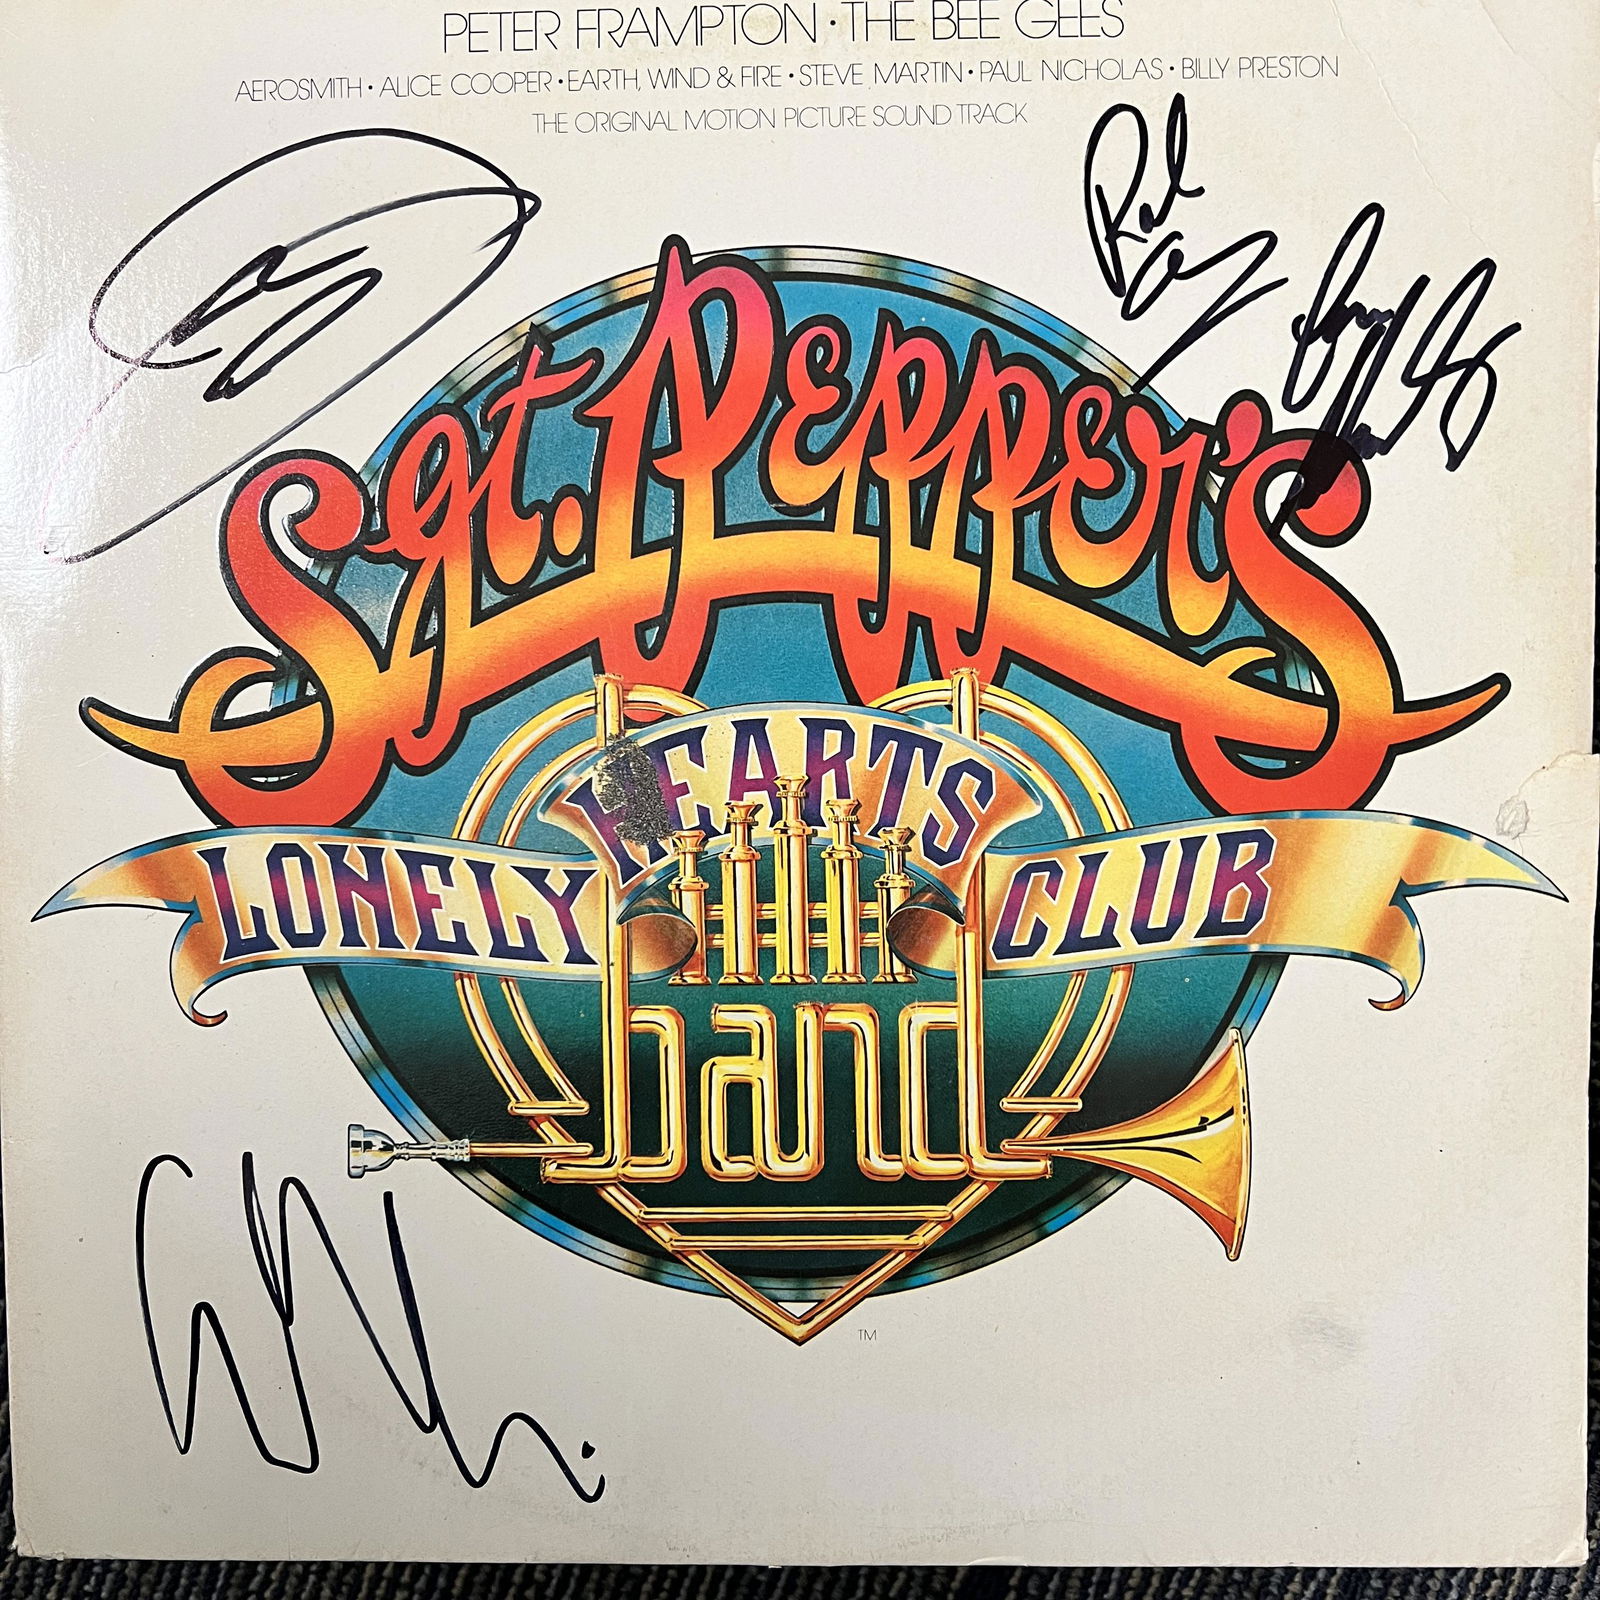 PETER FRAMPTON • THE BEE GEES
AEROSMITH • ALICE COOPER • EARTH, WIND & FIRE • STEVE MARTIN • PAUL NICHOLAS • BILLY PRESTON
THE ORIGINAL MOTION PICTURE SOUND TRACK
Sgt. PEPPER'S
LONELY HEARTS CLUB
band
TM